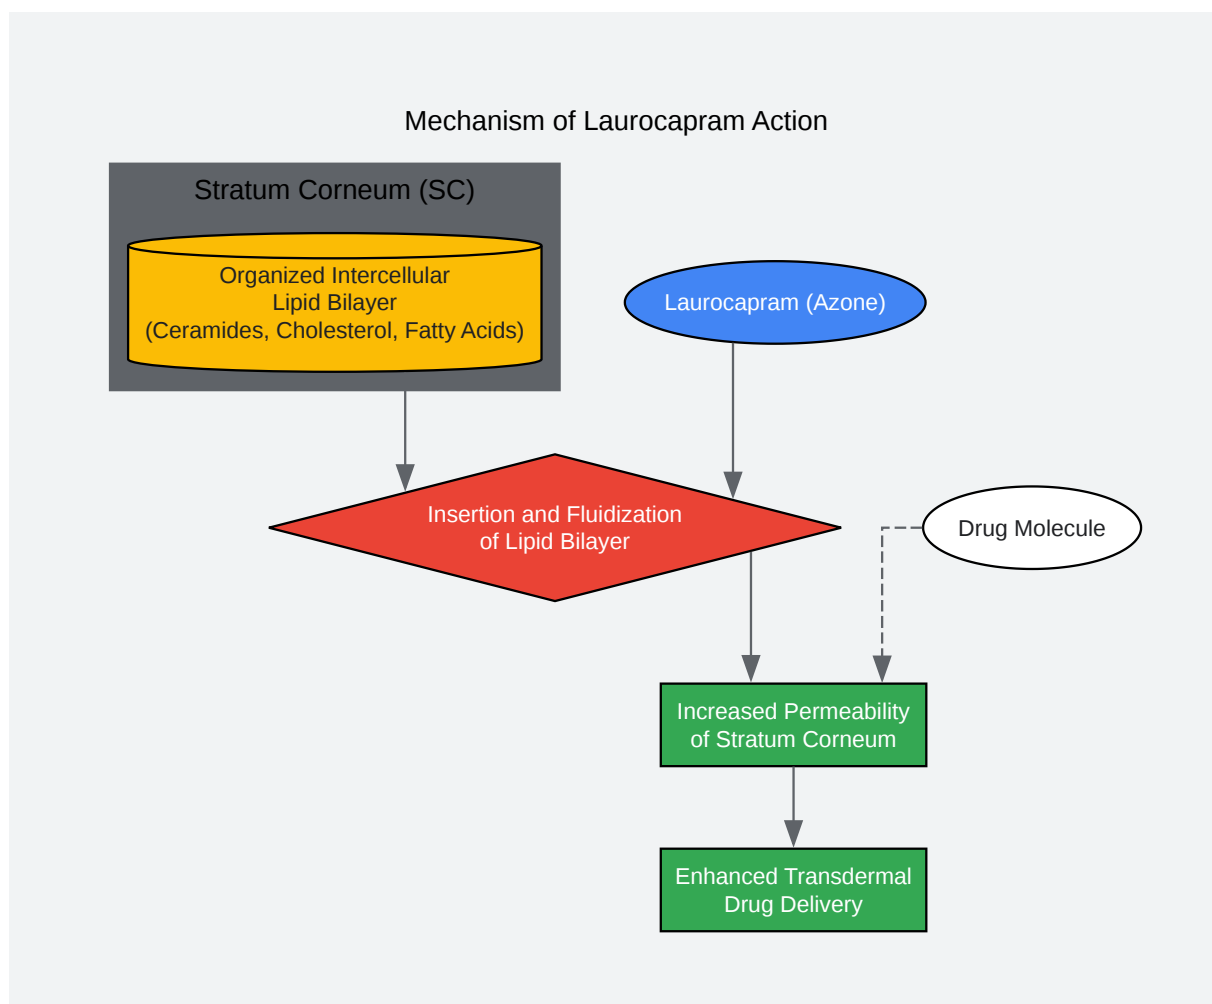 Mechanism of Laurocapram Action
Stratum Corneum (SC)
Organized Intercellular
Lipid Bilayer
(Ceramides, Cholesterol, Fatty Acids)
Laurocapram (Azone)
Insertion and Fluidization
of Lipid Bilayer
Drug Molecule
Increased Permeability
of Stratum Corneum
Enhanced Transdermal
Drug Delivery